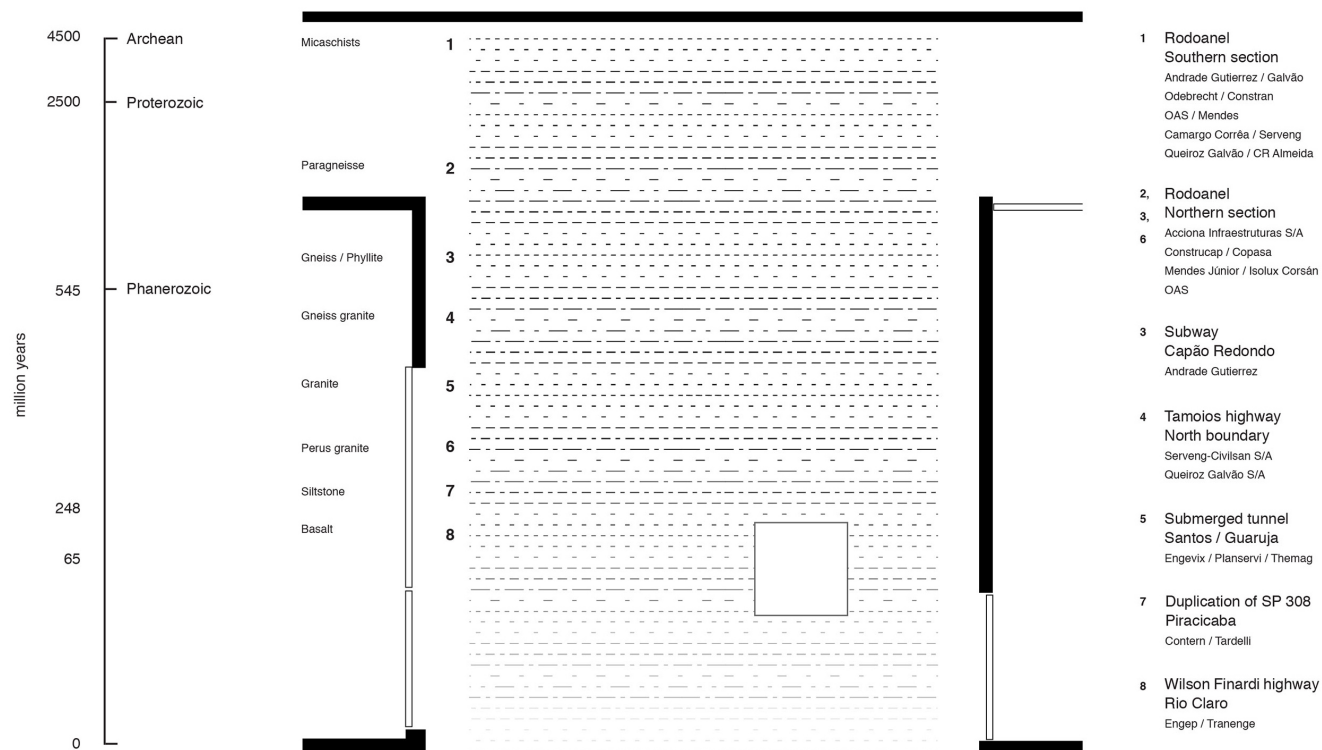 4500
Archean
2500
Proterozoic
545
Phanerozoic
million years
248
65
0
Micaschists
1
Paragneisse
2
Gneiss / Phyllite
3
Gneiss granite
4
Granite
5
Perus granite
6
Siltstone
7
Basalt
8
1 Rodoanel
Southern section
Andrade Gutierrez / Galvão
Odebrecht / Constran
OAS / Mendes
Camargo Corrêa / Serveng
Queiroz Galvão / CR Almeida
2, Rodoanel
3, Northern section
6 Acciona Infraestruturas S/A
Construcap / Copasa
Mendes Júnior / Isolux Corsán
OAS
3 Subway
Capão Redondo
Andrade Gutierrez
4 Tamoios highway
North boundary
Serveng-Civilsan S/A
Queiroz Galvão S/A
5 Submerged tunnel
Santos / Guaruja
Engevix / Planservi / Themag
7 Duplication of SP 308
Piracicaba
Contern / Tardelli
8 Wilson Finardi highway
Rio Claro
Engep / Tranenge